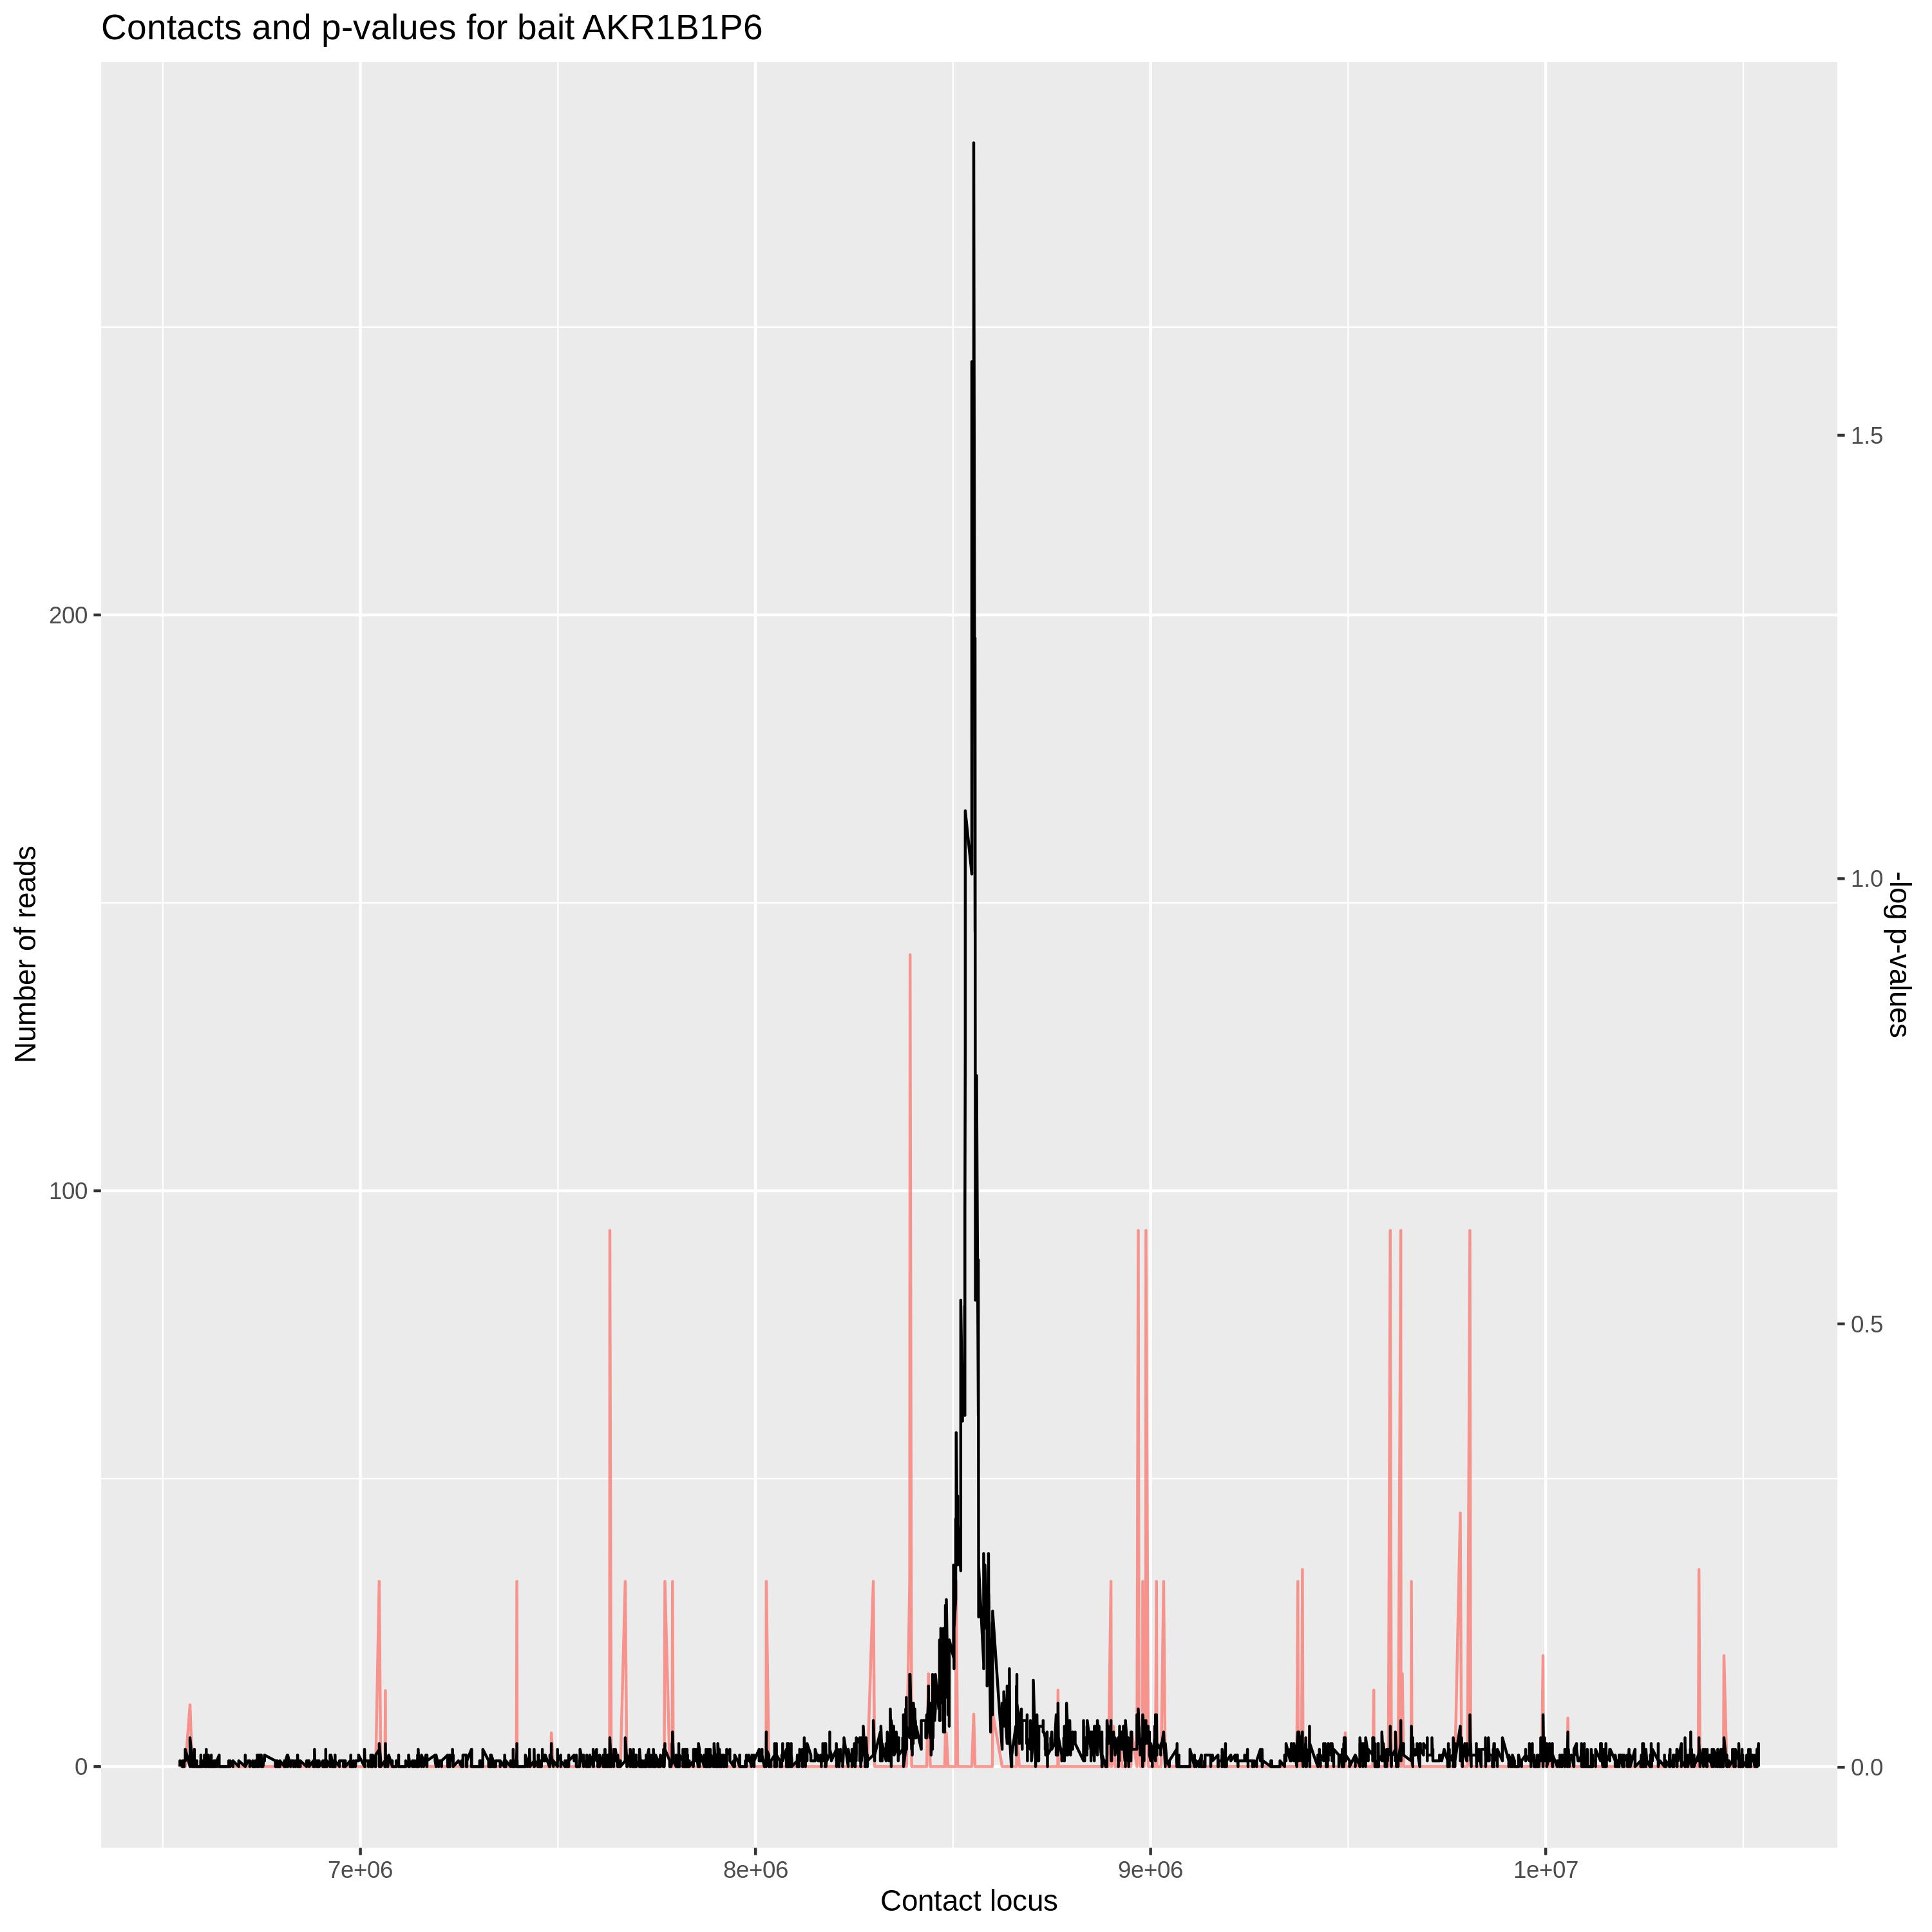 Contacts and p-values for bait AKR1B1P6
Number of reads
200
100
0
1.5
1.0
0.5
0.0
-log p-values
7e+06
8e+06
9e+06
1e+07
Contact locus